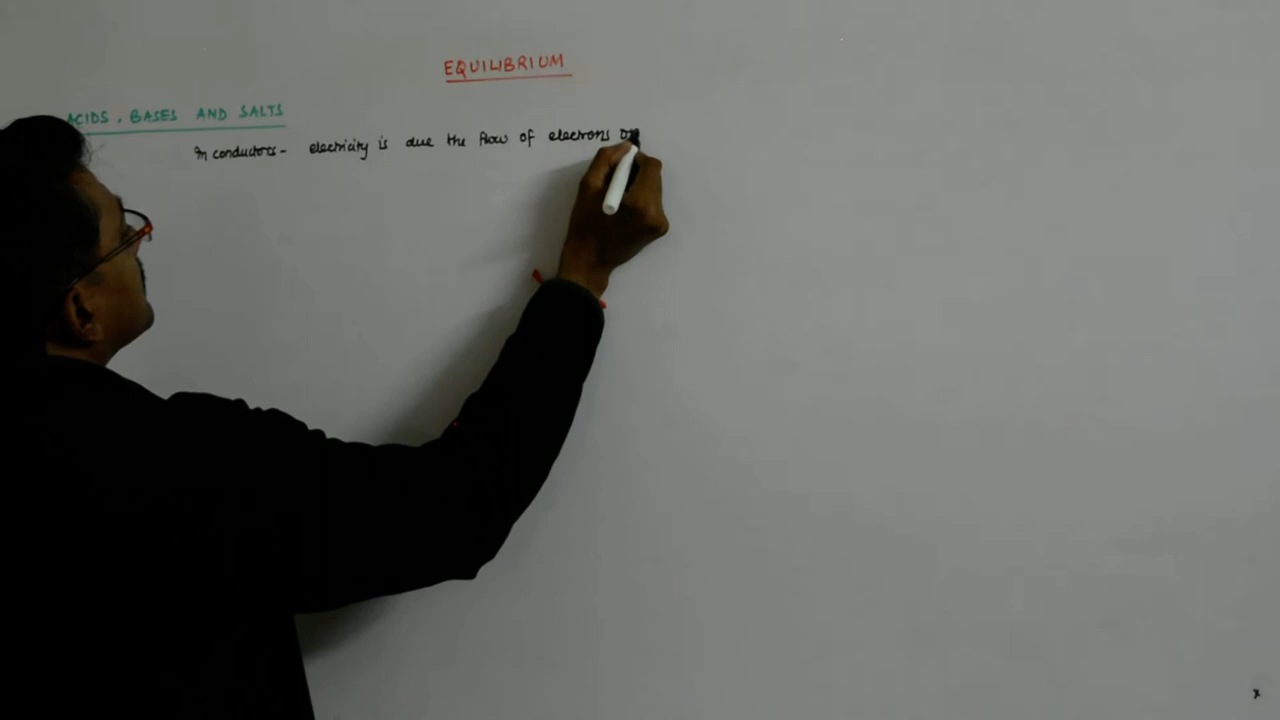 EQUILIBRIUM
ACIDS, BASES AND SALTS
In conductors - electricity is due the flow of electrons